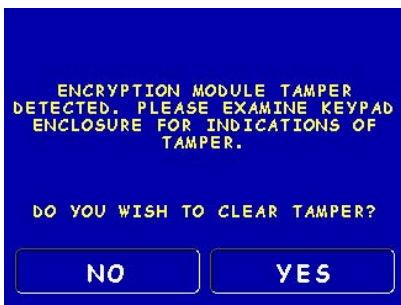 ENCRYPTION MODULE TAMPER
DETECTED. PLEASE EXAMINE KEYPAD
ENCLOSURE FOR INDICATIONS OF
TAMPER.
DO YOU WISH TO CLEAR TAMPER?
NO YES